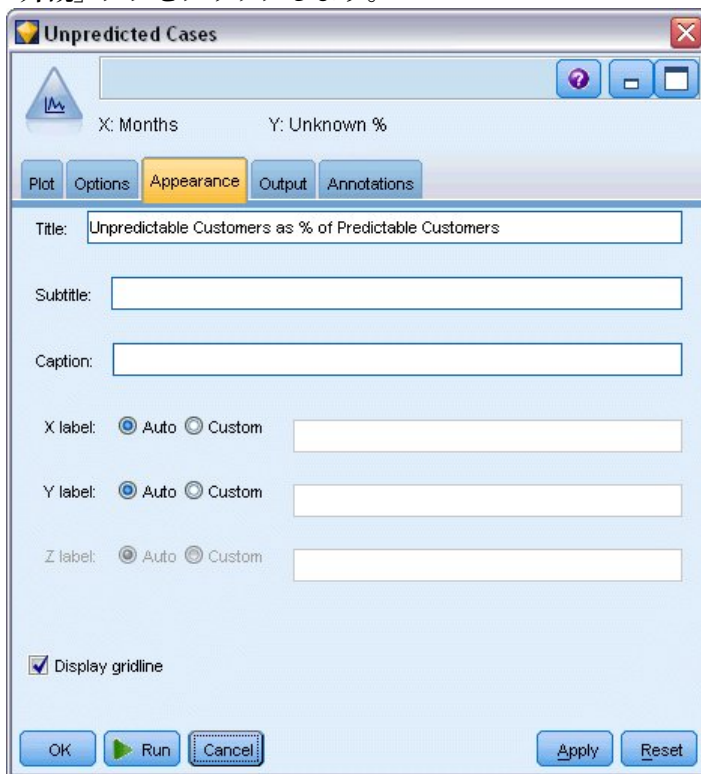 Unpredicted Cases
X: Months Y: Unknown %
Plot Options Appearance Output Annotations
Title: Unpredictable Customers as % of Predictable Customers
Subtitle:
Caption:
X label: Auto Custom
Y label: Auto Custom
Z label: Auto Custom
Display gridline
OK Run Cancel Apply Reset